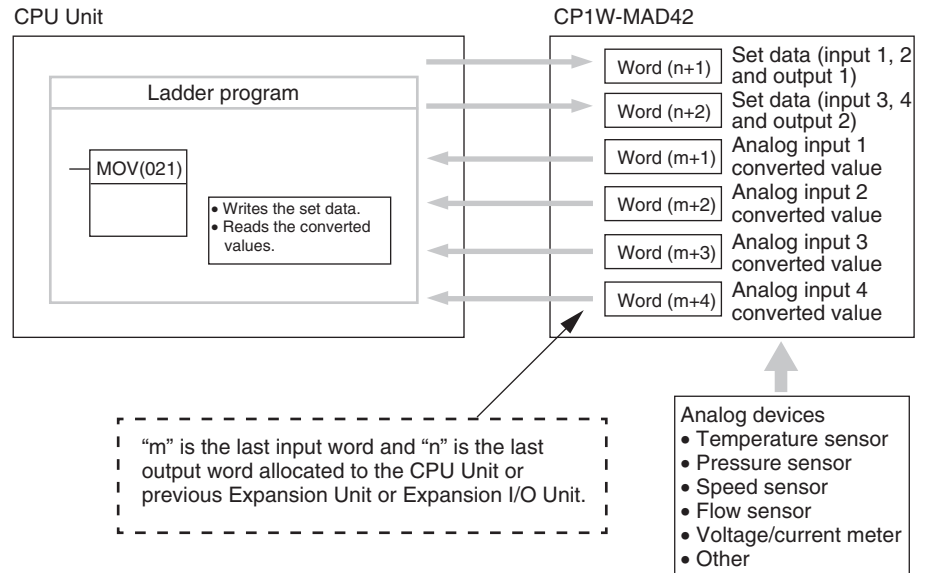 CPU Unit
CP1W-MAD42
Ladder program
MOV(021)
• Writes the set data.
• Reads the converted
values.
Word (n+1)
Set data (input 1, 2
and output 1)
Word (n+2)
Set data (input 3, 4
and output 2)
Word (m+1)
Analog input 1
converted value
Word (m+2)
Analog input 2
converted value
Word (m+3)
Analog input 3
converted value
Word (m+4)
Analog input 4
converted value
“m” is the last input word and “n” is the last
output word allocated to the CPU Unit or
previous Expansion Unit or Expansion I/O Unit.
Analog devices
• Temperature sensor
• Pressure sensor
• Speed sensor
• Flow sensor
• Voltage/current meter
• Other